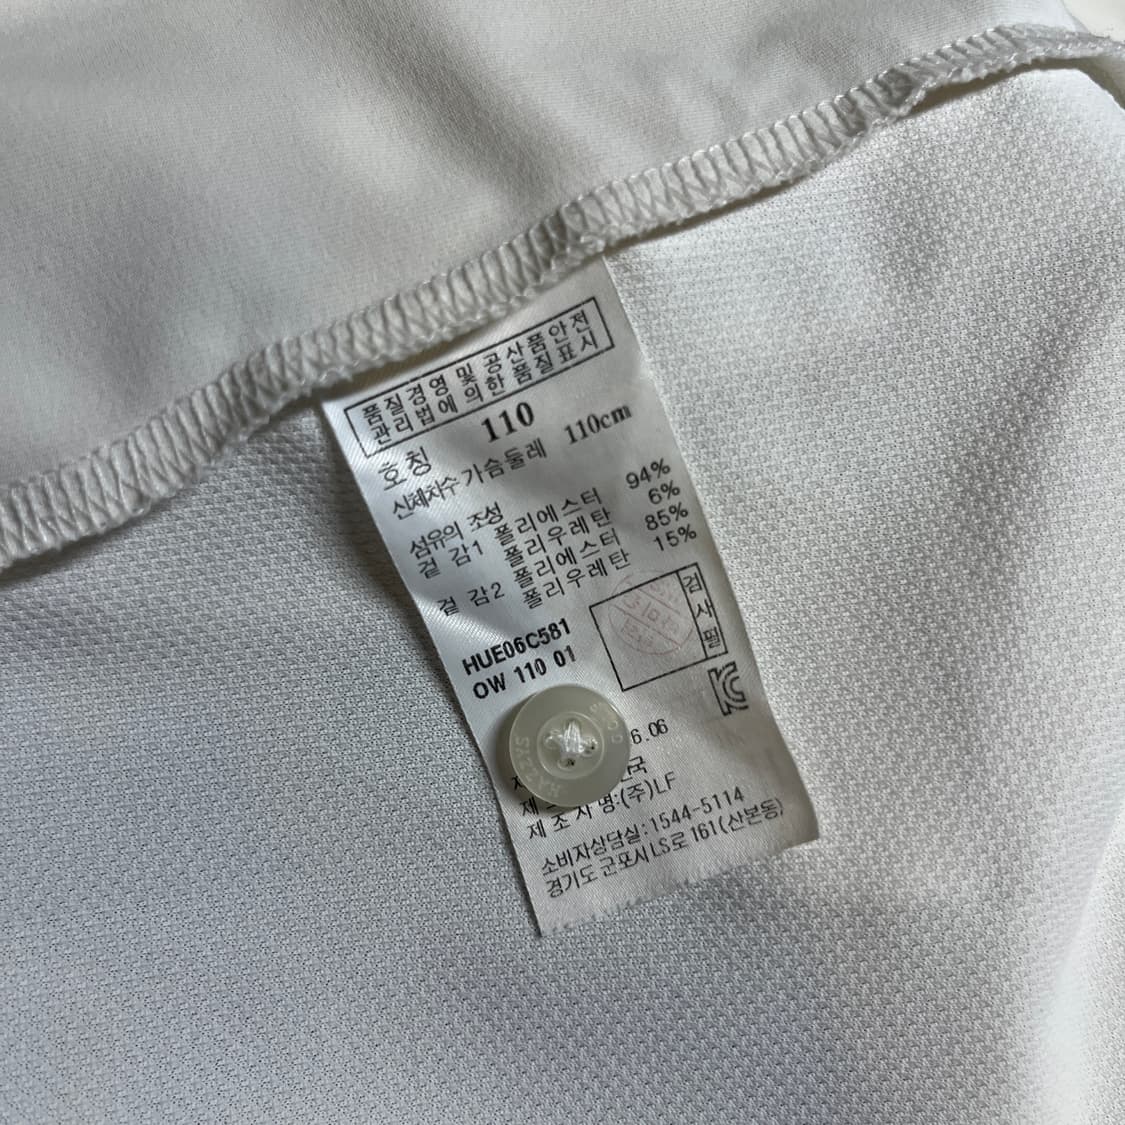 품질경영 및 공산품안전
관리법에 의한 품질표시
호칭 110
신체치수 가슴둘레 110cm
섬유의 조성
겉 감1 폴리에스터 94%
폴리우레탄 6%
겉 감2 폴리에스터 85%
폴리우레탄 15%
검사필
HUE06C581
OW 110 01
6.06
국
제조사명:(주)LF
소비자상담실:1544-5114
경기도 군포시 LS로 161(산본동)
HAZZYS